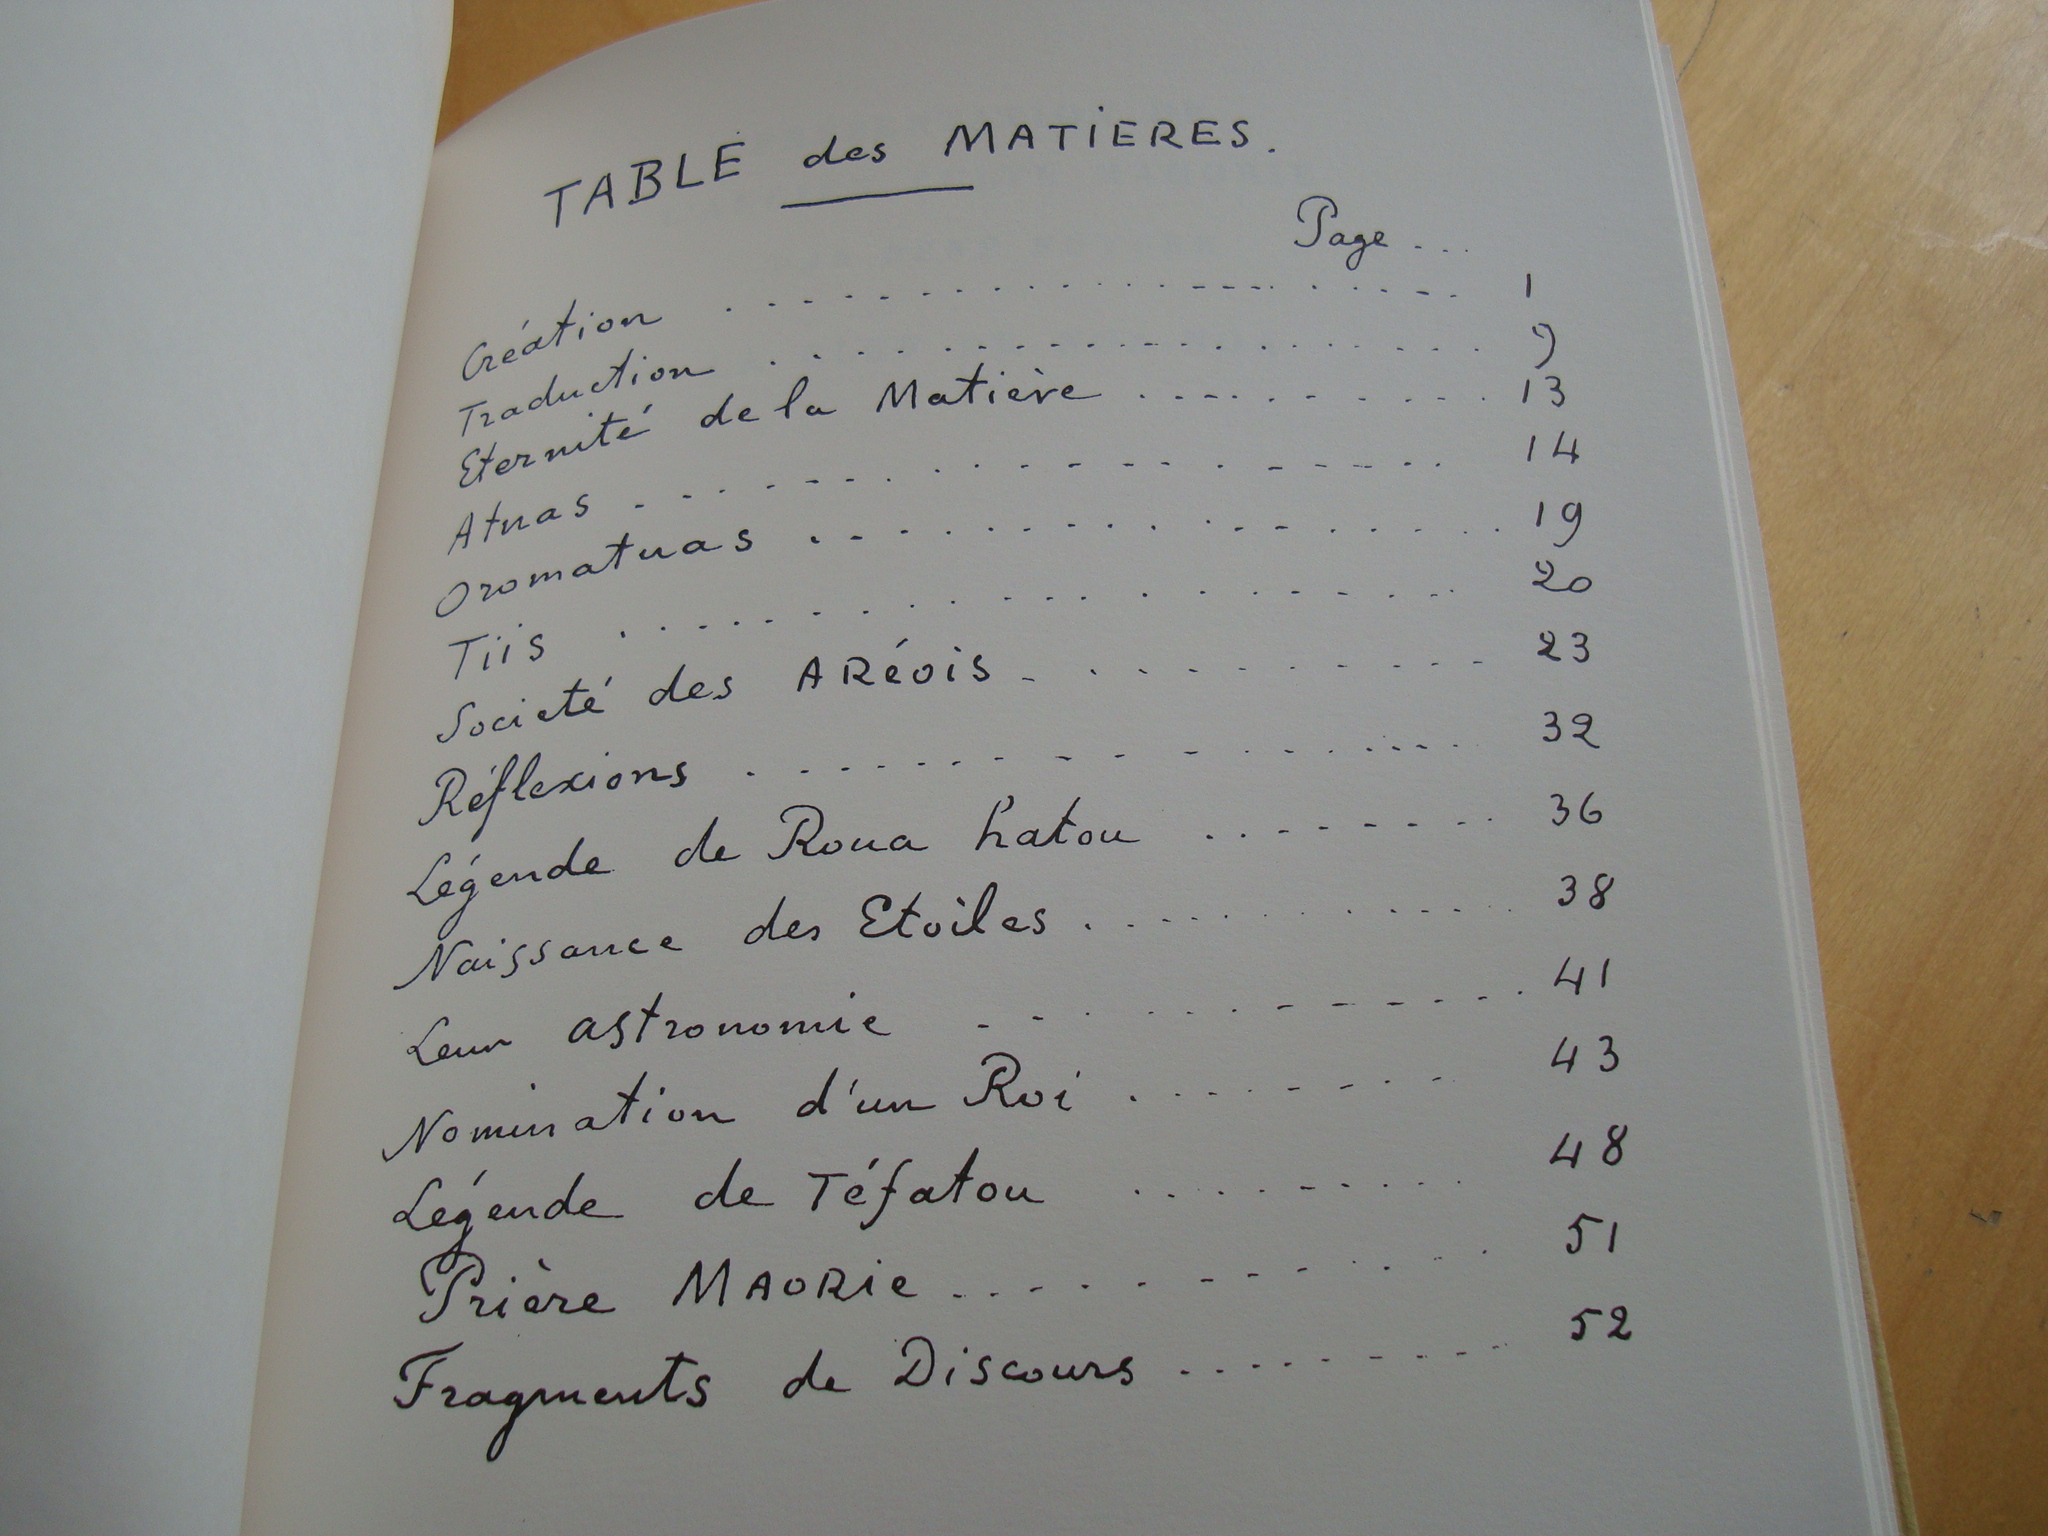 TABLE des MATIERES.
Page ...
Création . . . . . . . . . . . . . . . . 1
Traduction . . . . . . . . . . . . . . . 9
Eternité de la Matière . . . . . . . . . 13
Atuas . . . . . . . . . . . . . . . . 14
Oromatuas . . . . . . . . . . . . . . 19
Tiis . . . . . . . . . . . . . . . . 20
Societé des ARéOIS . . . . . . . . . 23
Réflexions . . . . . . . . . . . . . . 32
Légende de Roua hatou . . . . . . . . 36
Naissance des Etoiles . . . . . . . . . 38
Leur astronomie . . . . . . . . . . . 41
Nomination d'un Roi . . . . . . . . 43
Légende de Téfatou . . . . . . . . . 48
Prière MAORie . . . . . . . . . . . 51
Fragments de Discours . . . . . . . . . 52